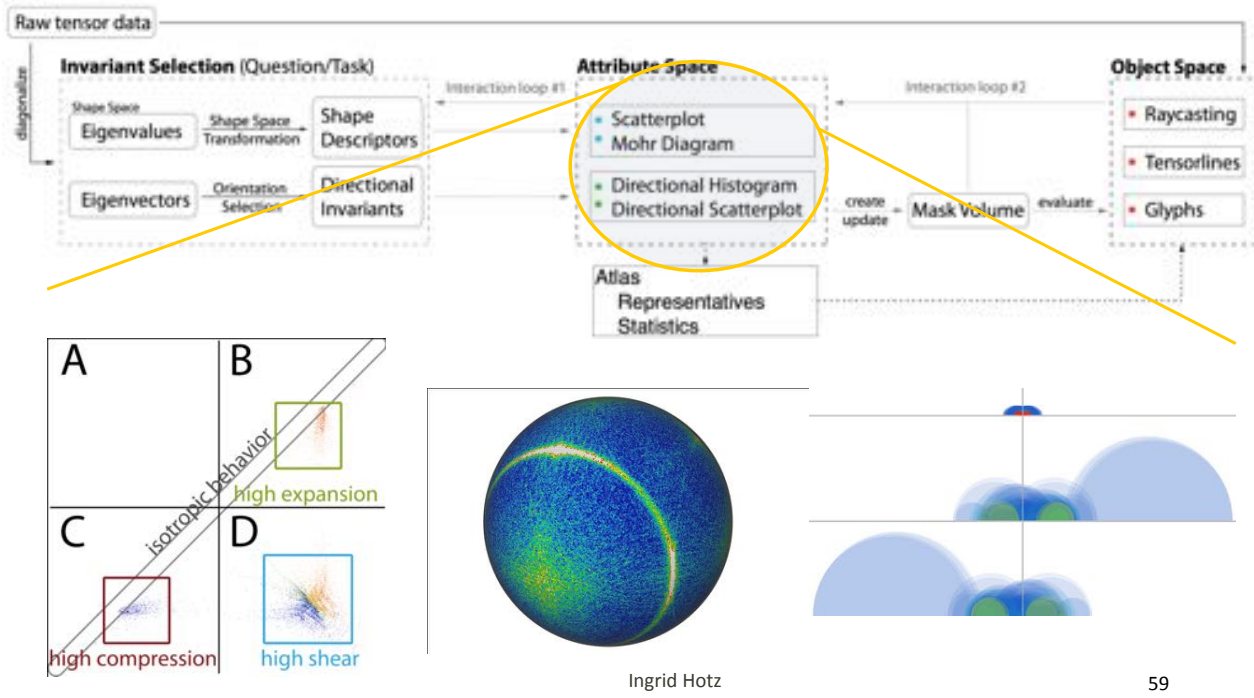 Raw tensor data
diagonalize
Invariant Selection (Question/Task)
Shape Space
Eigenvalues
Shape Space
Transformation
Shape
Descriptors
Eigenvectors
Orientation
Selection
Directional
Invariants
Interaction loop #1
Attribute Space
Scatterplot
Mohr Diagram
Directional Histogram
Directional Scatterplot
Interaction loop #2
create
update
Mask Volume
evaluate
Object Space
Raycasting
Tensorlines
Glyphs
Atlas
Representatives
Statistics
A
B
isotropic behavior
high expansion
C
D
high compression
high shear
Ingrid Hotz
59